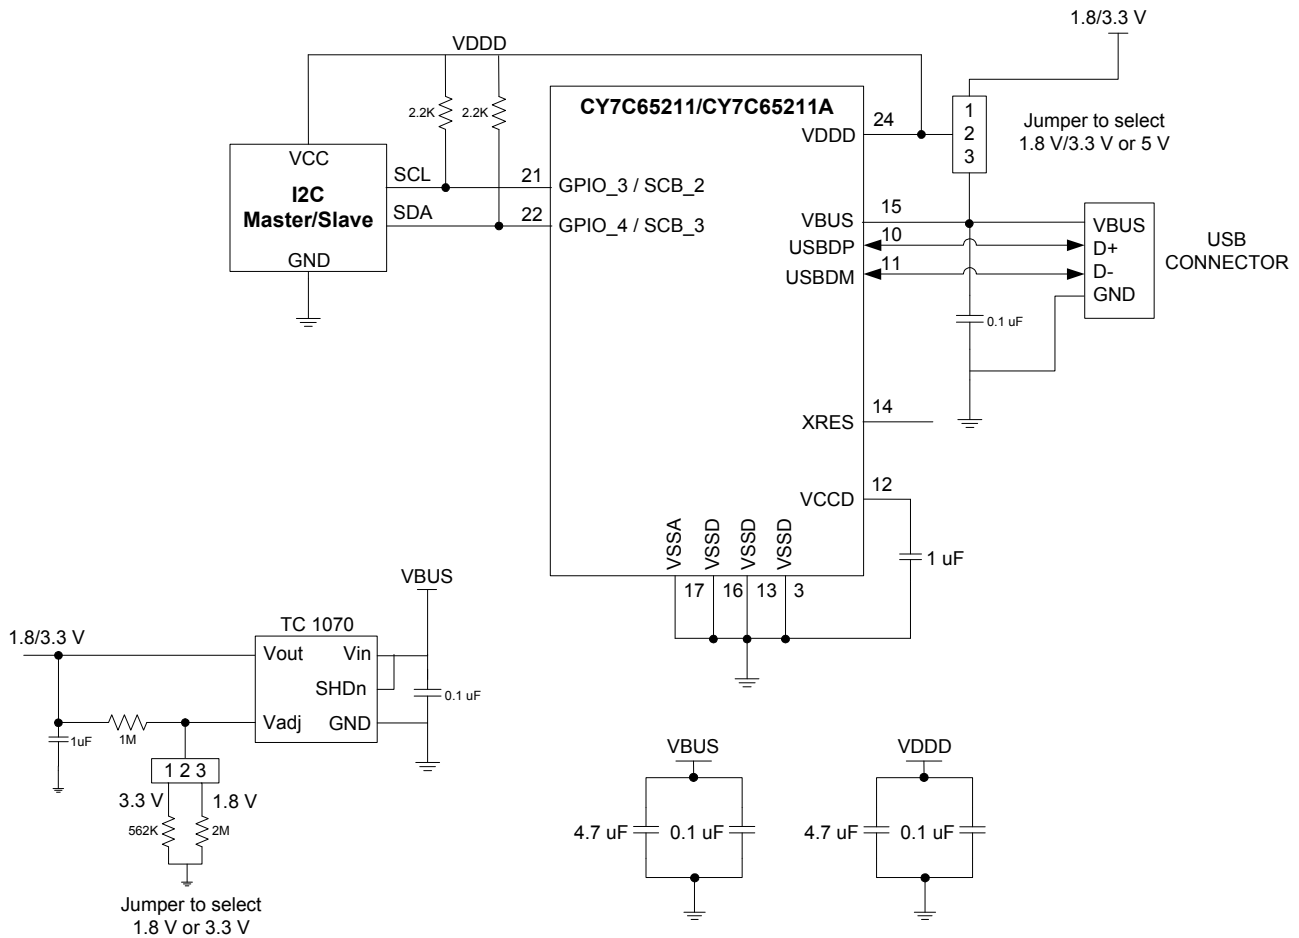 1.8/3.3 V
VDDD
2.2K
2.2K
CY7C65211/CY7C65211A
VDDD
24
1
2
3
Jumper to select
1.8 V/3.3 V or 5 V
VCC
I2C
Master/Slave
GND
SCL
SDA
21
22
GPIO_3 / SCB_2
GPIO_4 / SCB_3
VBUS
15
USBDP
10
USBDM
11
VBUS
D+
D-
GND
USB
CONNECTOR
0.1 uF
XRES
14
VCCD
12
1 uF
VSSA
VSSD
VSSD
VSSD
17
16
13
3
VBUS
1.8/3.3 V
TC 1070
Vout
Vin
SHDn
Vadj
GND
0.1 uF
1uF
1M
1 2 3
3.3 V
1.8 V
562K
2M
Jumper to select
1.8 V or 3.3 V
VBUS
4.7 uF
0.1 uF
VDDD
4.7 uF
0.1 uF